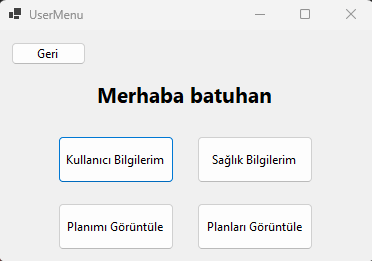 UserMenu
Geri
Merhaba batuhan
Kullanıcı Bilgilerim
Sağlık Bilgilerim
Planımı Görüntüle
Planları Görüntüle